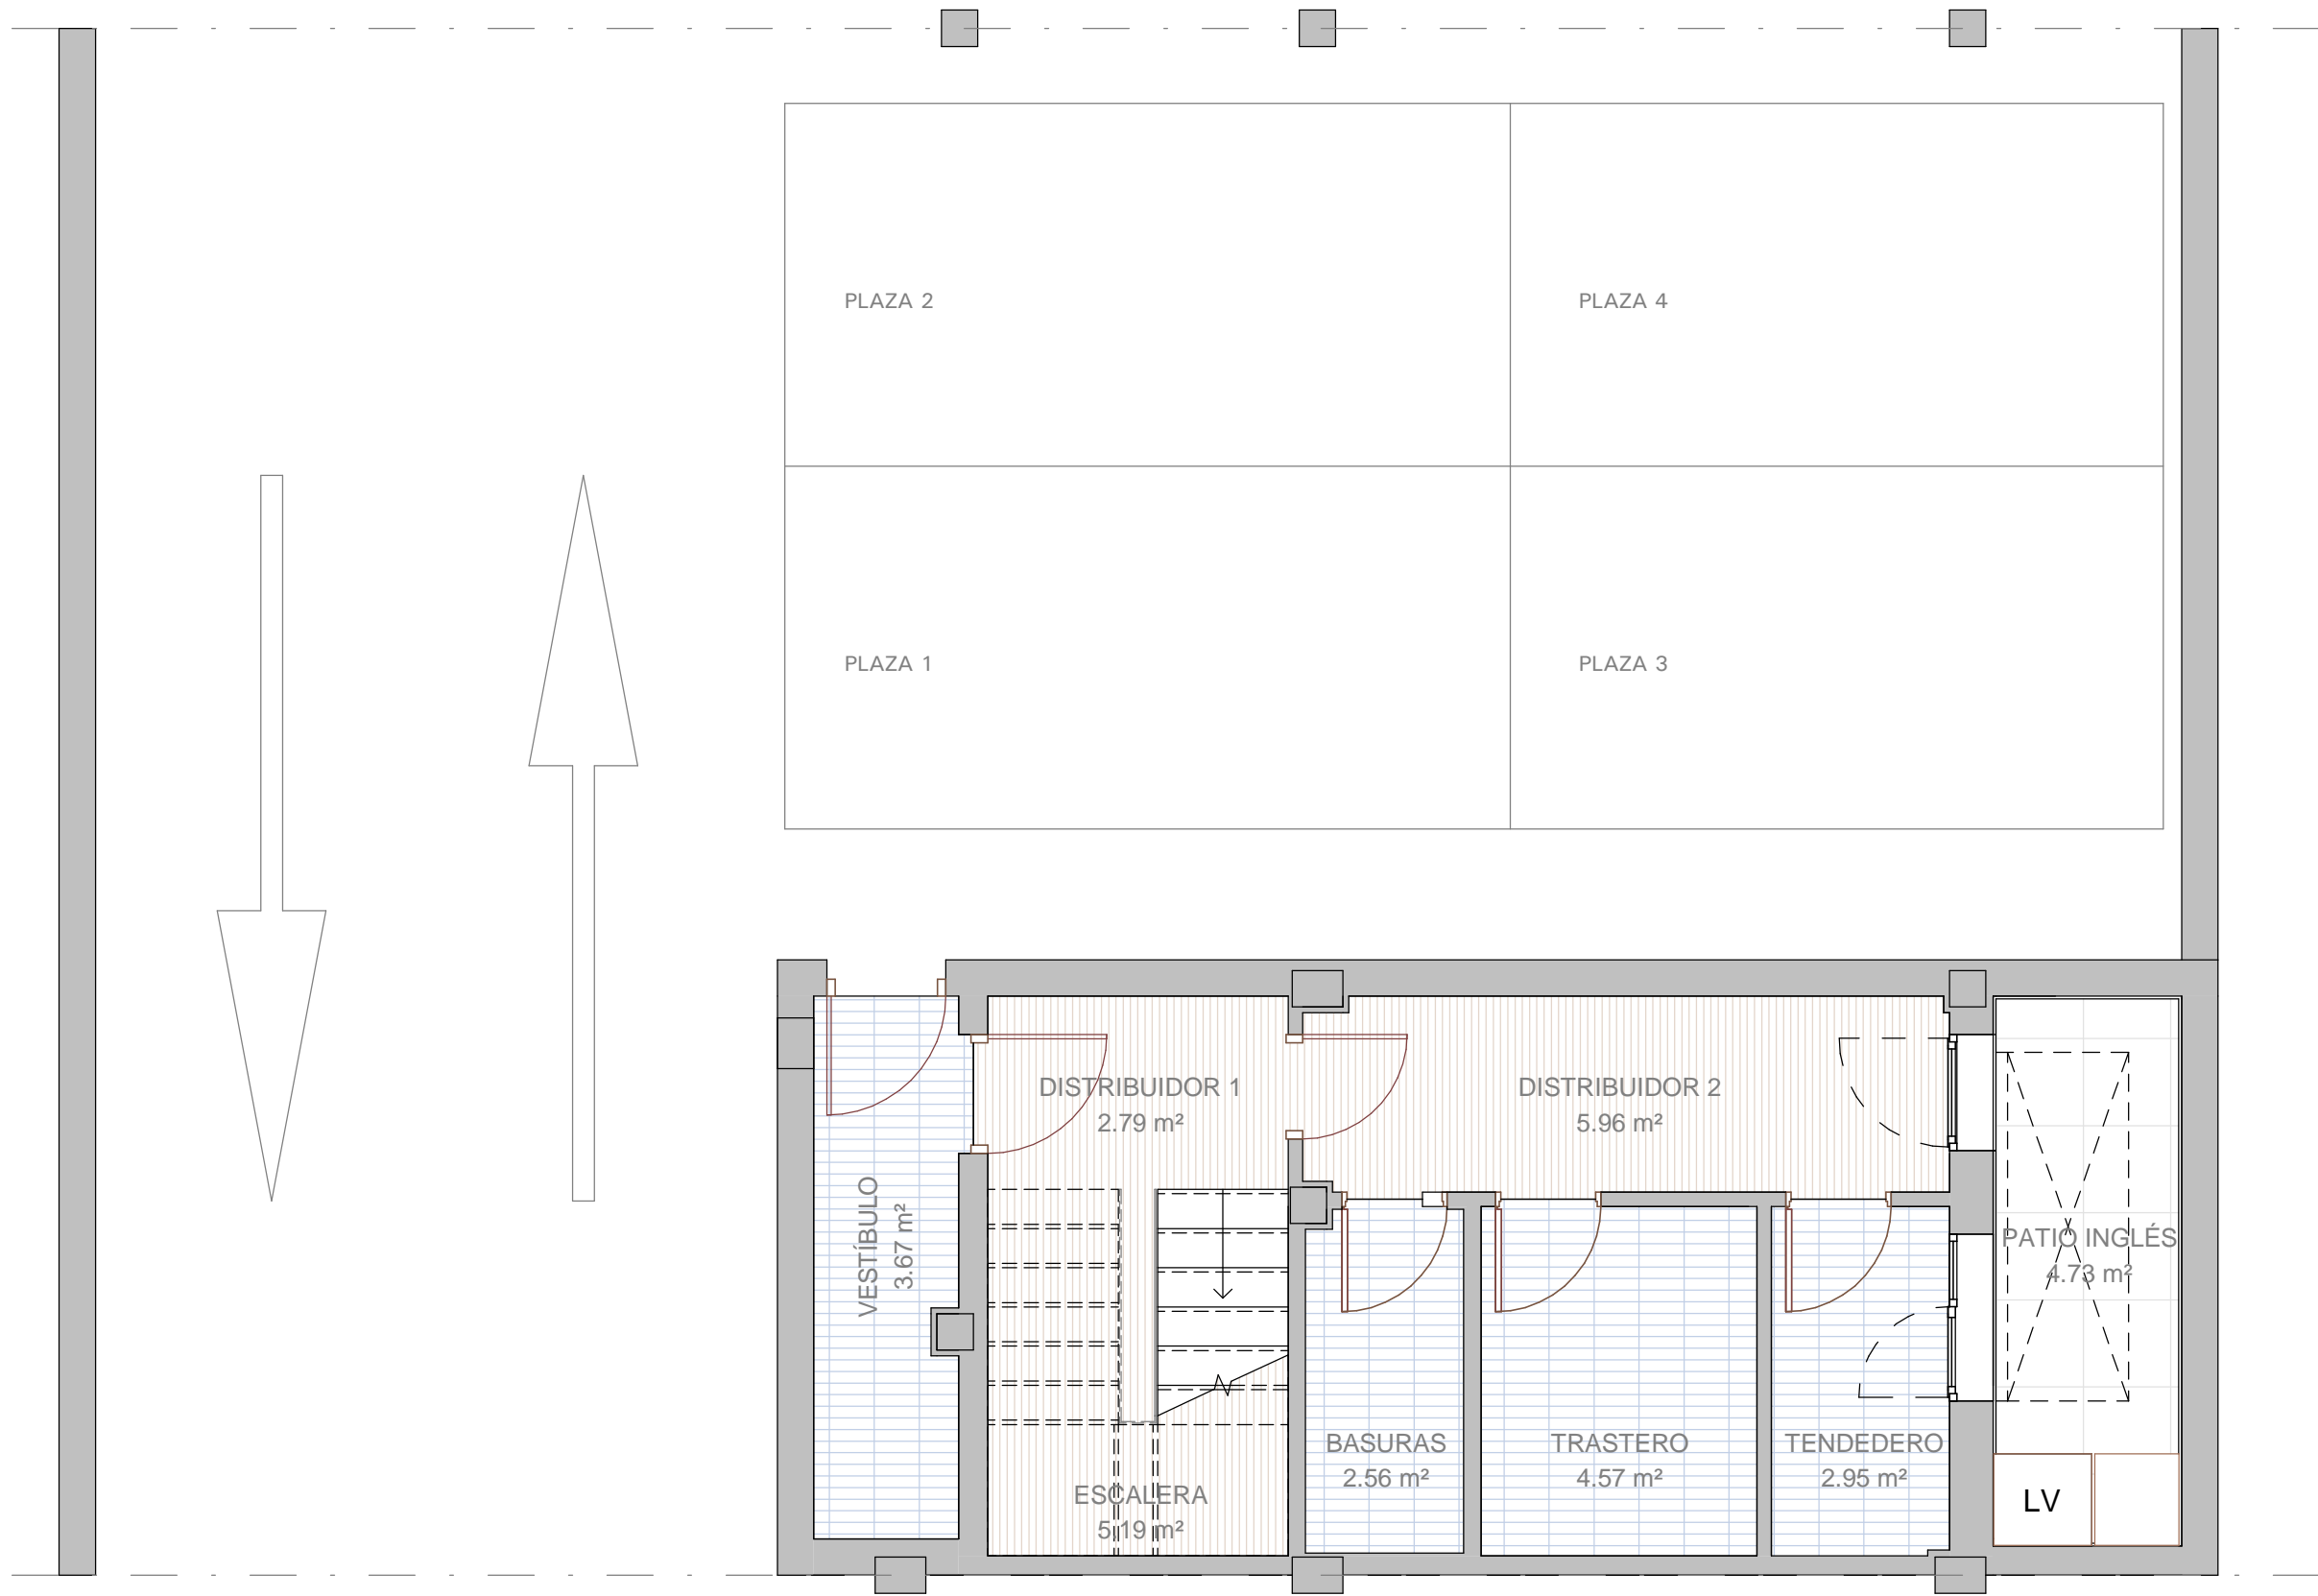 PLAZA 2
PLAZA 4
PLAZA 1
PLAZA 3
DISTRIBUIDOR 1
2.79 m²
DISTRIBUIDOR 2
5.96 m²
VESTÍBULO
3.67 m²
PATIO INGLÉS
4.73 m²
BASURAS
2.56 m²
TRASTERO
4.57 m²
TENDEDERO
2.95 m²
ESCALERA
5.19 m²
LV